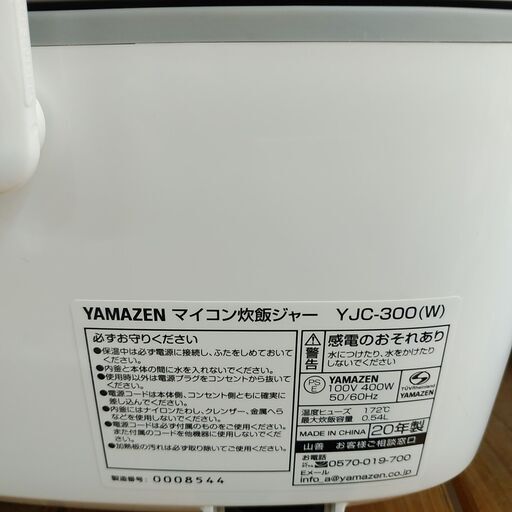 YAMAZEN マイコン炊飯ジャー YJC-300(W)
必ずお守りください
●保温中は必ず電源に接続し、ふたをしめておいてください。
●内釜と本体の間に水を入れないでください。
●使用時以外は電源プラグをコンセントから抜いてください。
●電源コードは本体側、コンセント側ともに確実に差し込んでください。
●内釜にはナイロンたわし、クレンザー、金属へらなどを使用しないでください。
●電源コードは必ず付属のものをご使用ください。また付属のコードを他機器に使用しないでください。
●加熱板の汚れは必ず取り除いてご使用ください。
製造番号: 0008544
警告
感電のおそれあり
水につけたり、水をかけたりしないでください。
PS E
YAMAZEN
100V 400W
50/60Hz
TÜVRheinland
YAMAZEN
温度ヒューズ 172℃
最大炊飯容量 0.54L
MADE IN CHINA
20年製
山善 お客様ご相談窓口
お電話 0570-019-700
Eメール
info_a@yamazen.co.jp